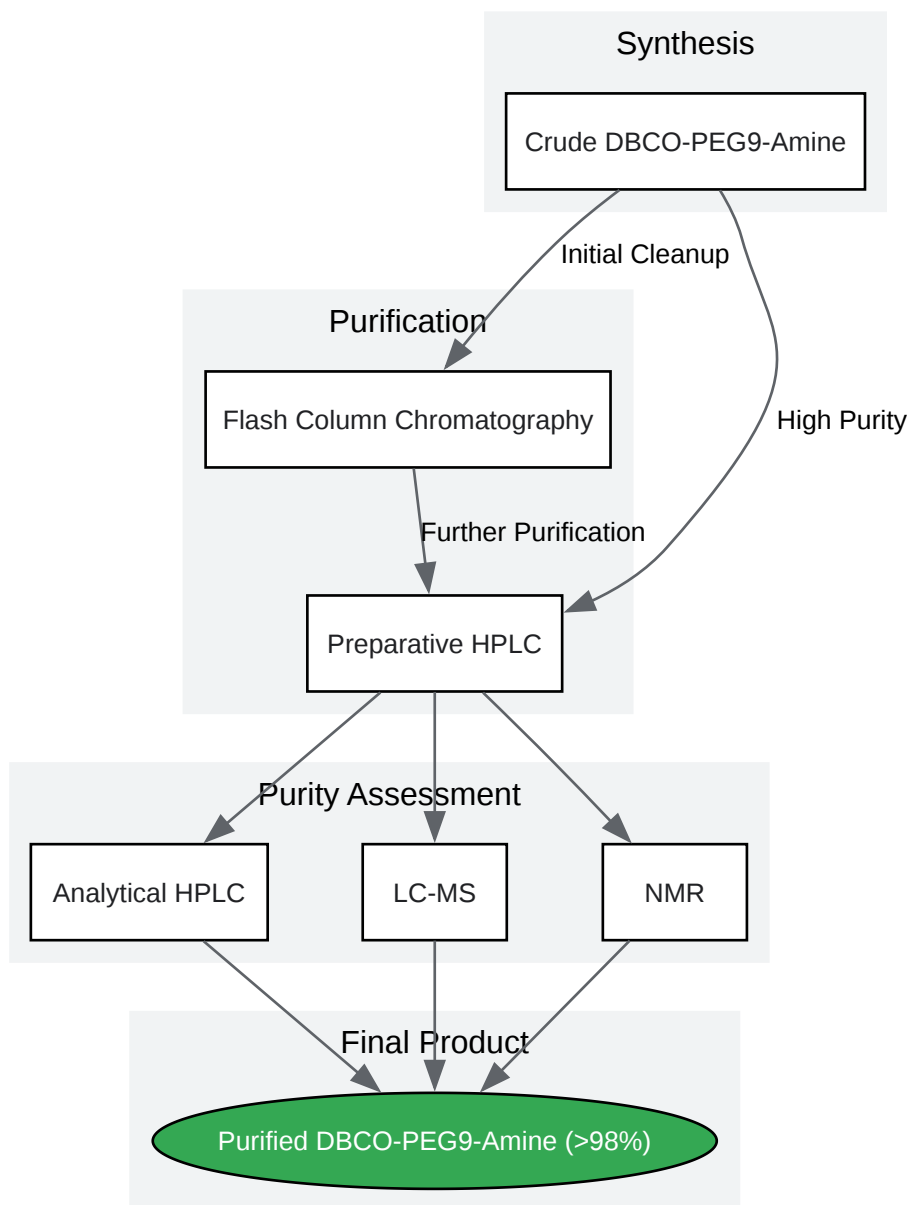 Synthesis
Crude DBCO-PEG9-Amine
Initial Cleanup
Purification
Flash Column Chromatography
High Purity
Further Purification
Preparative HPLC
Purity Assessment
Analytical HPLC
LC-MS
NMR
Final Product
Purified DBCO-PEG9-Amine (>98%)